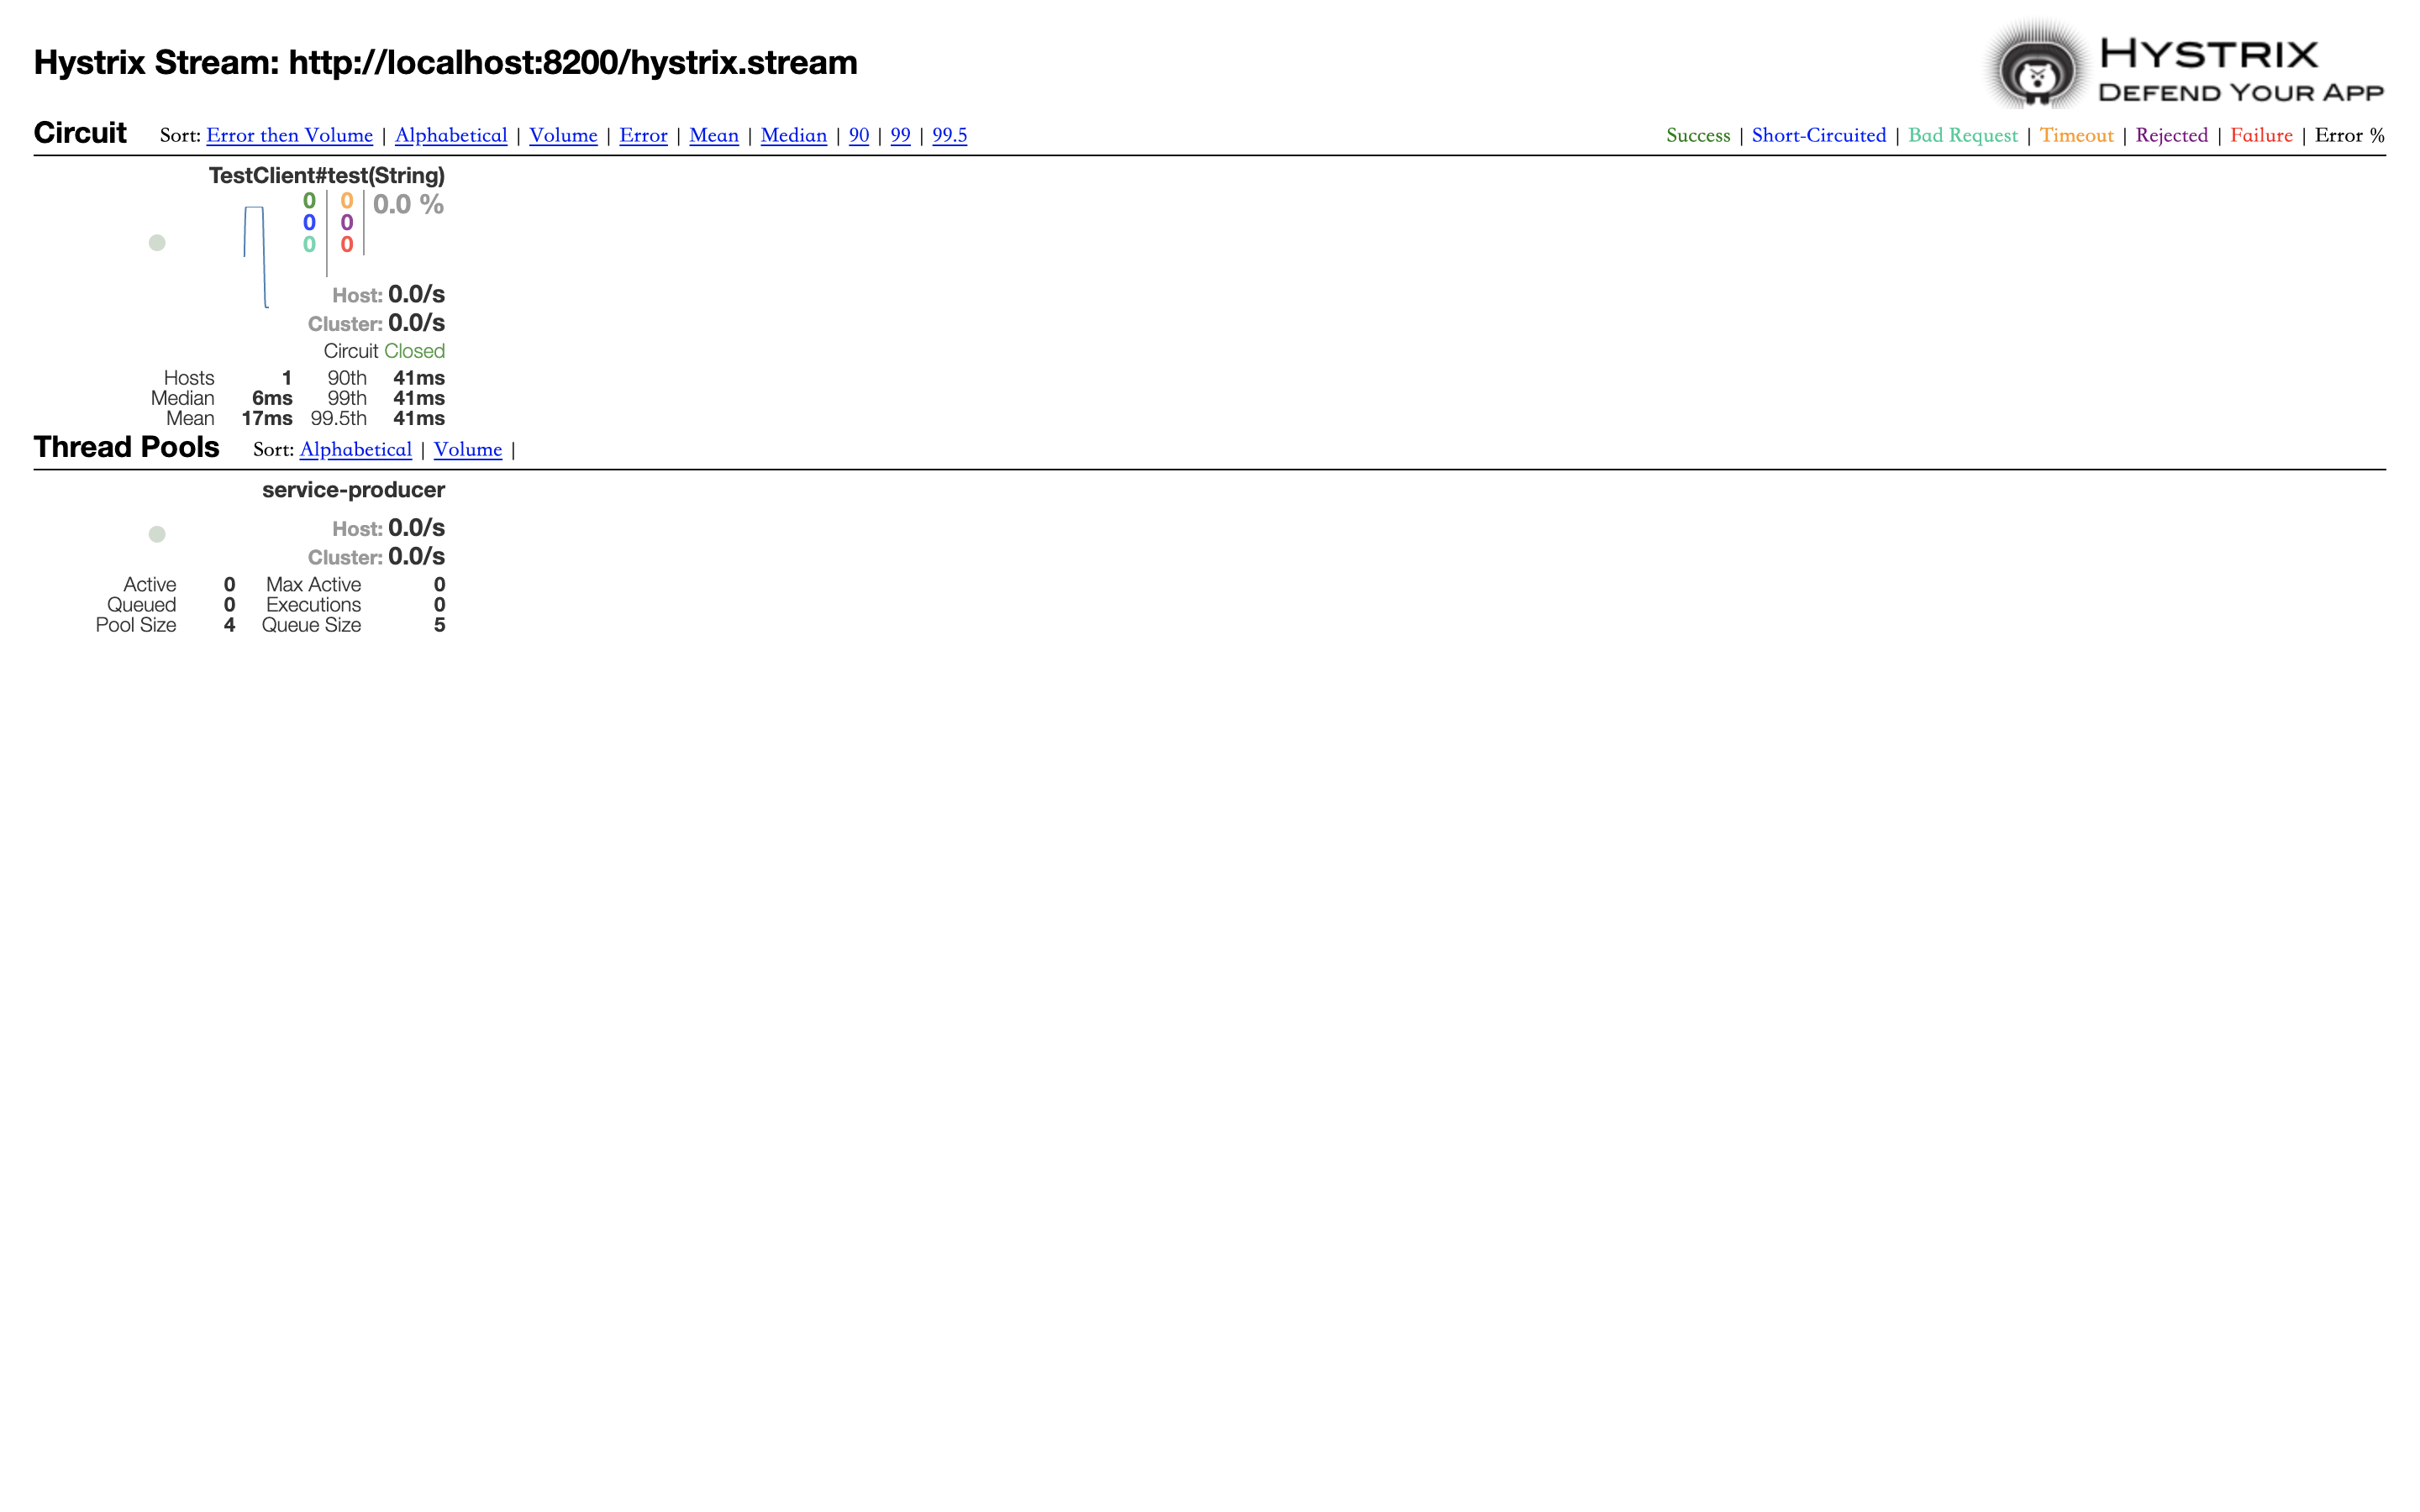 Hystrix Stream: http://localhost:8200/hystrix.stream
HYSTRIX
DEFEND YOUR APP
Circuit Sort: Error then Volume | Alphabetical | Volume | Error | Mean | Median | 90 | 99 | 99.5
Success | Short-Circuited | Bad Request | Timeout | Rejected | Failure | Error %
TestClient#test(String)
0 0 0.0 %
0 0
0 0
Host: 0.0/s
Cluster: 0.0/s
Circuit Closed
Hosts 1 90th 41ms
Median 6ms 99th 41ms
Mean 17ms 99.5th 41ms
Thread Pools Sort: Alphabetical | Volume |
service-producer
Host: 0.0/s
Cluster: 0.0/s
Active 0 Max Active 0
Queued 0 Executions 0
Pool Size 4 Queue Size 5